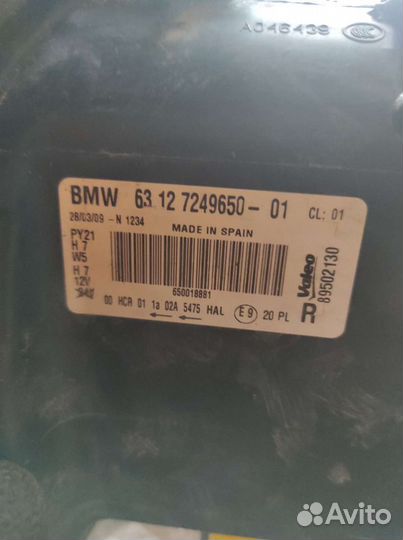 A046439
BMW 63.12 7249650-01 CL; 01
28/03/09 -N 1234
MADE IN SPAIN
PY21
H 7
W5
H 7
12V
650018881
00 HCR 01 1a 02A 5475 HAL E9 20 PL
Valeo
89502130
R
Avito